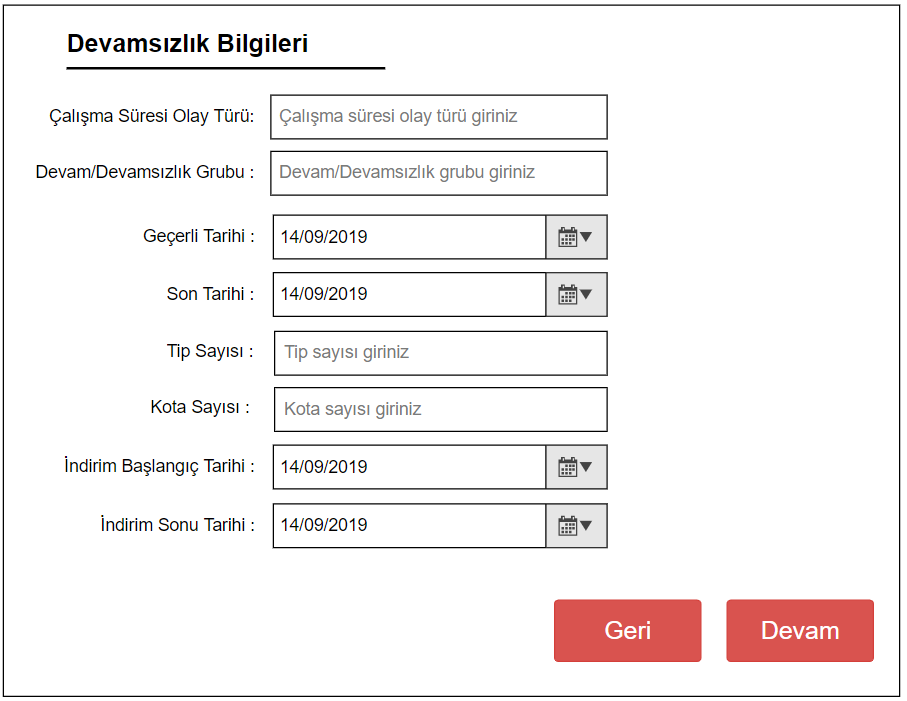 Devamsızlık Bilgileri
Çalışma Süresi Olay Türü: Çalışma süresi olay türü giriniz
Devam/Devamsızlık Grubu : Devam/Devamsızlık grubu giriniz
Geçerli Tarihi : 14/09/2019
Son Tarihi : 14/09/2019
Tip Sayısı : Tip sayısı giriniz
Kota Sayısı : Kota sayısı giriniz
İndirim Başlangıç Tarihi : 14/09/2019
İndirim Sonu Tarihi : 14/09/2019
Geri Devam